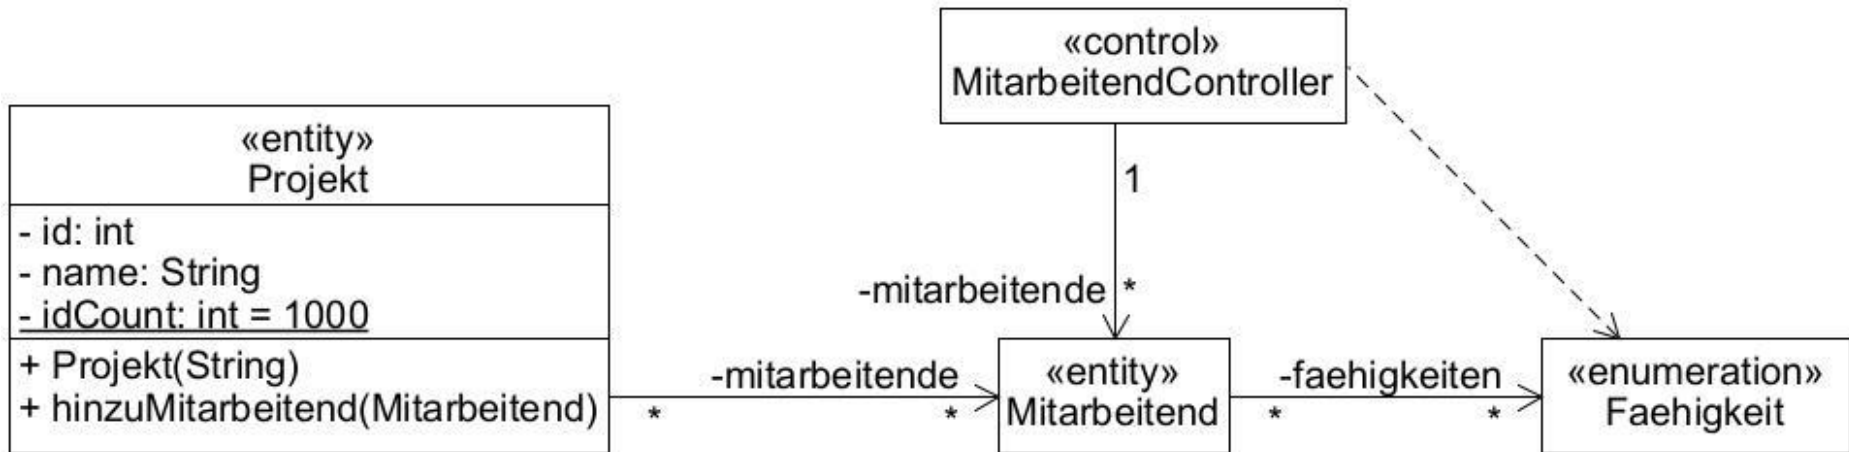 «control»
MitarbeitendController
«entity»
Projekt
- id: int
- name: String
- idCount: int = 1000
+ Projekt(String)
+ hinzuMitarbeitend(Mitarbeitend)
1
-mitarbeitende *
-mitarbeitende
* *
«entity»
Mitarbeitend
-faehigkeiten
* *
«enumeration»
Faehigkeit